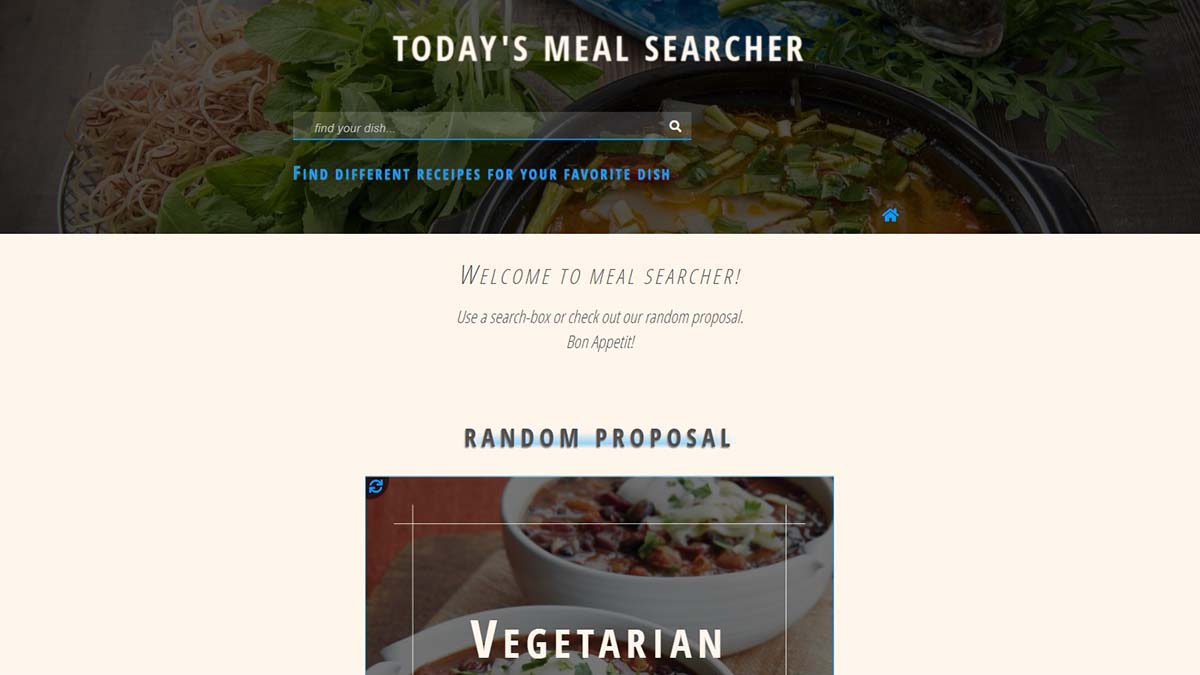 TODAY'S MEAL SEARCHER
find your dish...
FIND DIFFERENT RECEIPES FOR YOUR FAVORITE DISH
WELCOME TO MEAL SEARCHER!
Use a search-box or check out our random proposal.
Bon Appetit!
RANDOM PROPOSAL
VEGETARIAN